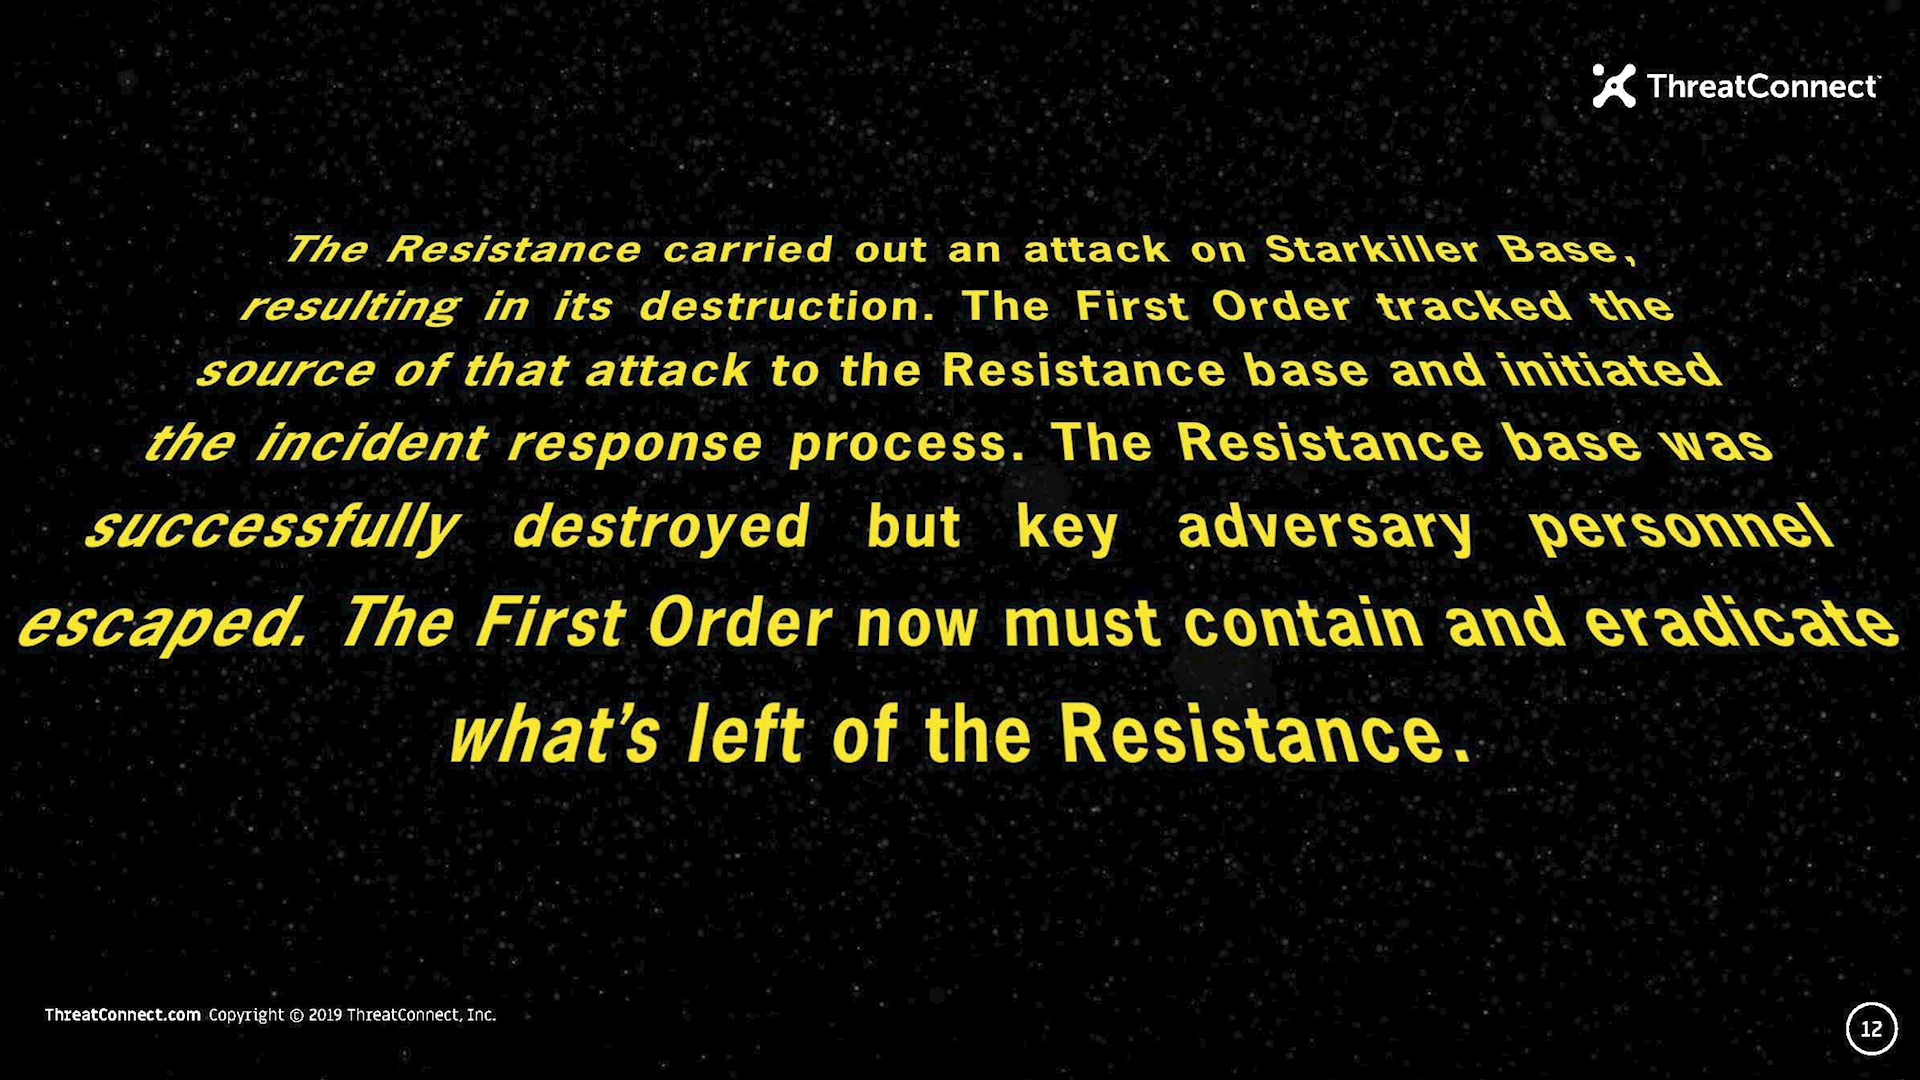 ThreatConnect™
The Resistance carried out an attack on Starkiller Base,
resulting in its destruction. The First Order tracked the
source of that attack to the Resistance base and initiated
the incident response process. The Resistance base was
successfully destroyed but key adversary personnel
escaped. The First Order now must contain and eradicate
what’s left of the Resistance.
ThreatConnect.com Copyright © 2019 ThreatConnect, Inc.
12